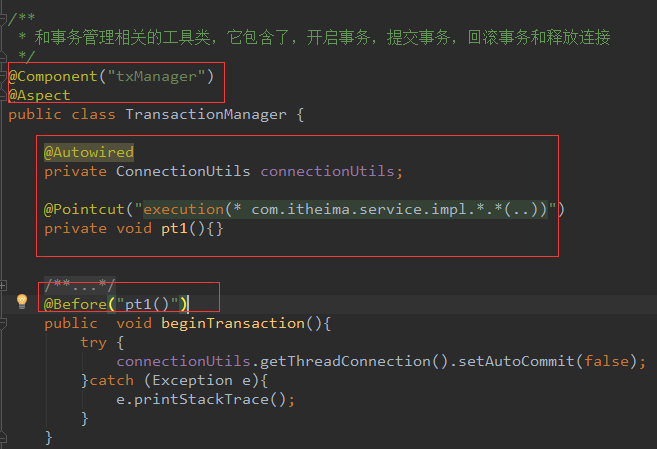 /**
* 和事务管理相关的工具类，它包含了，开启事务，提交事务，回滚事务和释放连接
*/
@Component("txManager")
@Aspect
public class TransactionManager {
@Autowired
private ConnectionUtils connectionUtils;
@Pointcut("execution(* com.itheima.service.impl.*.*(..))")
private void pt1(){}
/**...*/
@Before("pt1()")
public  void beginTransaction(){
try {
connectionUtils.getThreadConnection().setAutoCommit(false);
}catch (Exception e){
e.printStackTrace();
}
}